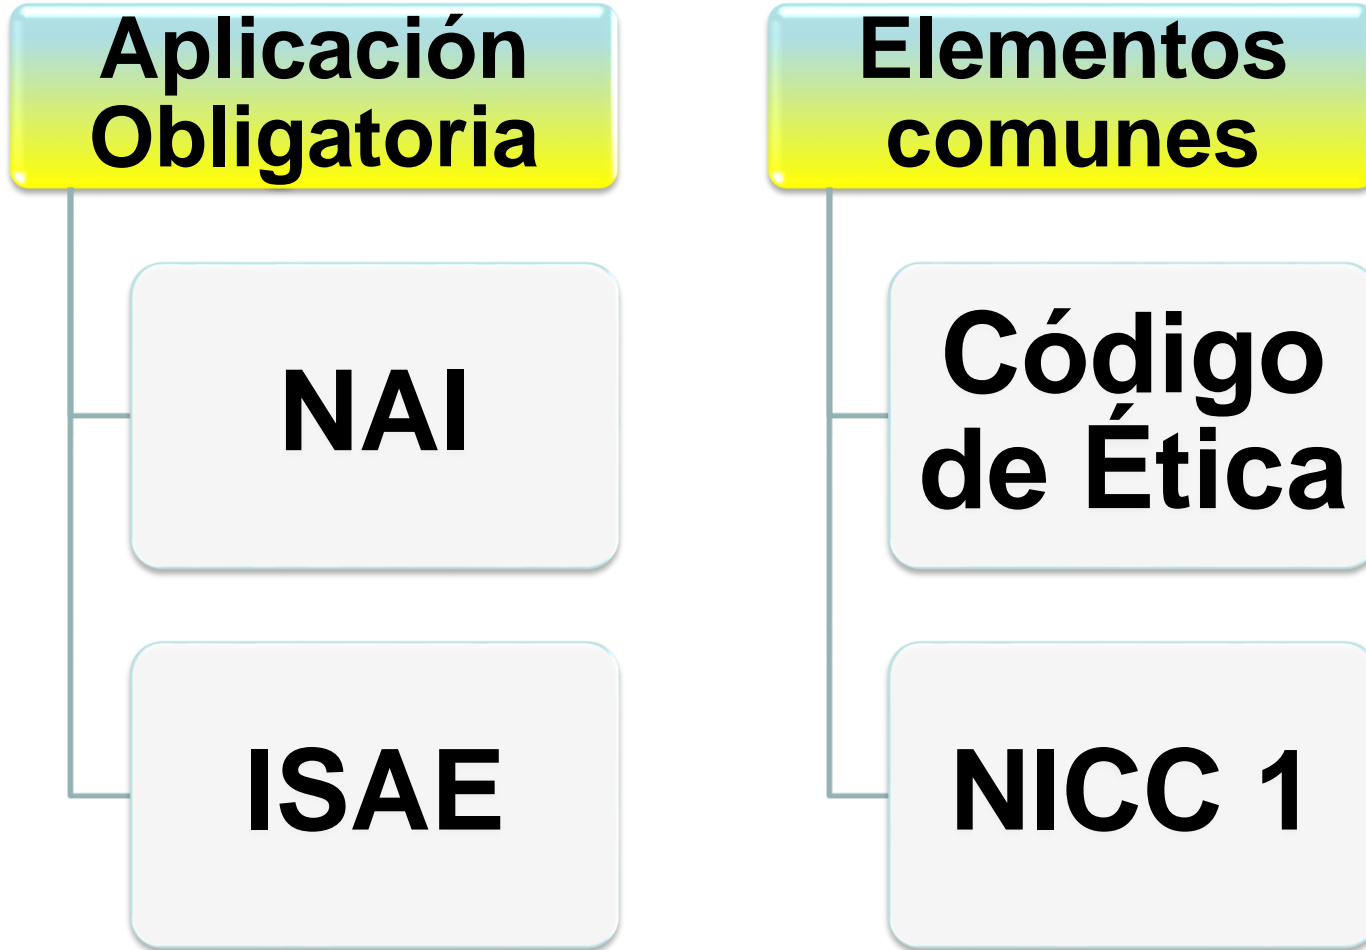 Aplicación
Obligatoria
NAI
ISAE
Elementos
comunes
Código
de Ética
NICC 1